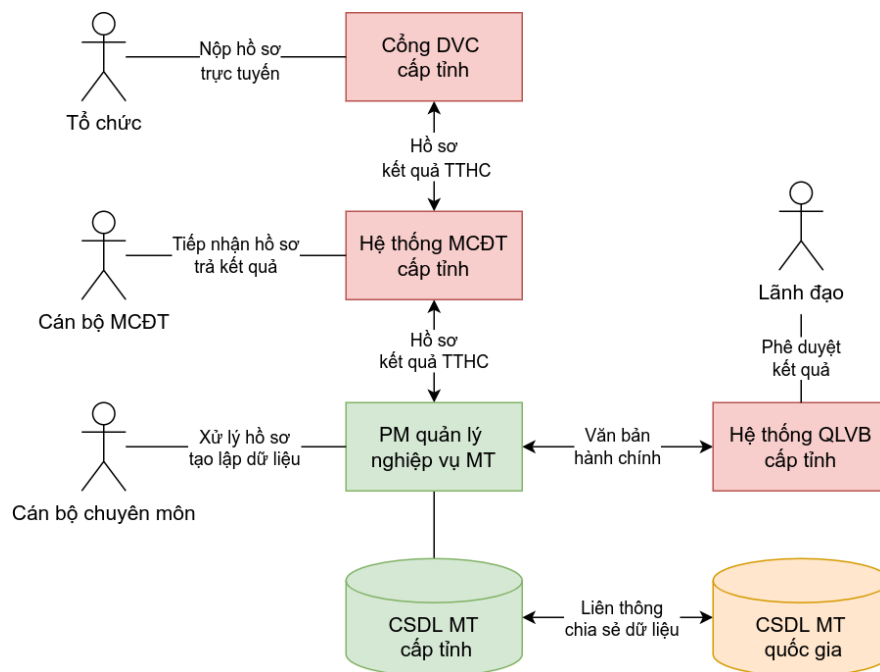 Nộp hồ sơ
trực tuyến
Cổng DVC
cấp tỉnh
Tổ chức
Hồ sơ
kết quả TTHC
Tiếp nhận hồ sơ
trả kết quả
Hệ thống MCĐT
cấp tỉnh
Cán bộ MCĐT
Lãnh đạo
Hồ sơ
kết quả TTHC
Phê duyệt
kết quả
Xử lý hồ sơ
tạo lập dữ liệu
PM quản lý
nghiệp vụ MT
Văn bản
hành chính
Hệ thống QLVB
cấp tỉnh
Cán bộ chuyên môn
CSDL MT
cấp tỉnh
Liên thông
chia sẻ dữ liệu
CSDL MT
quốc gia